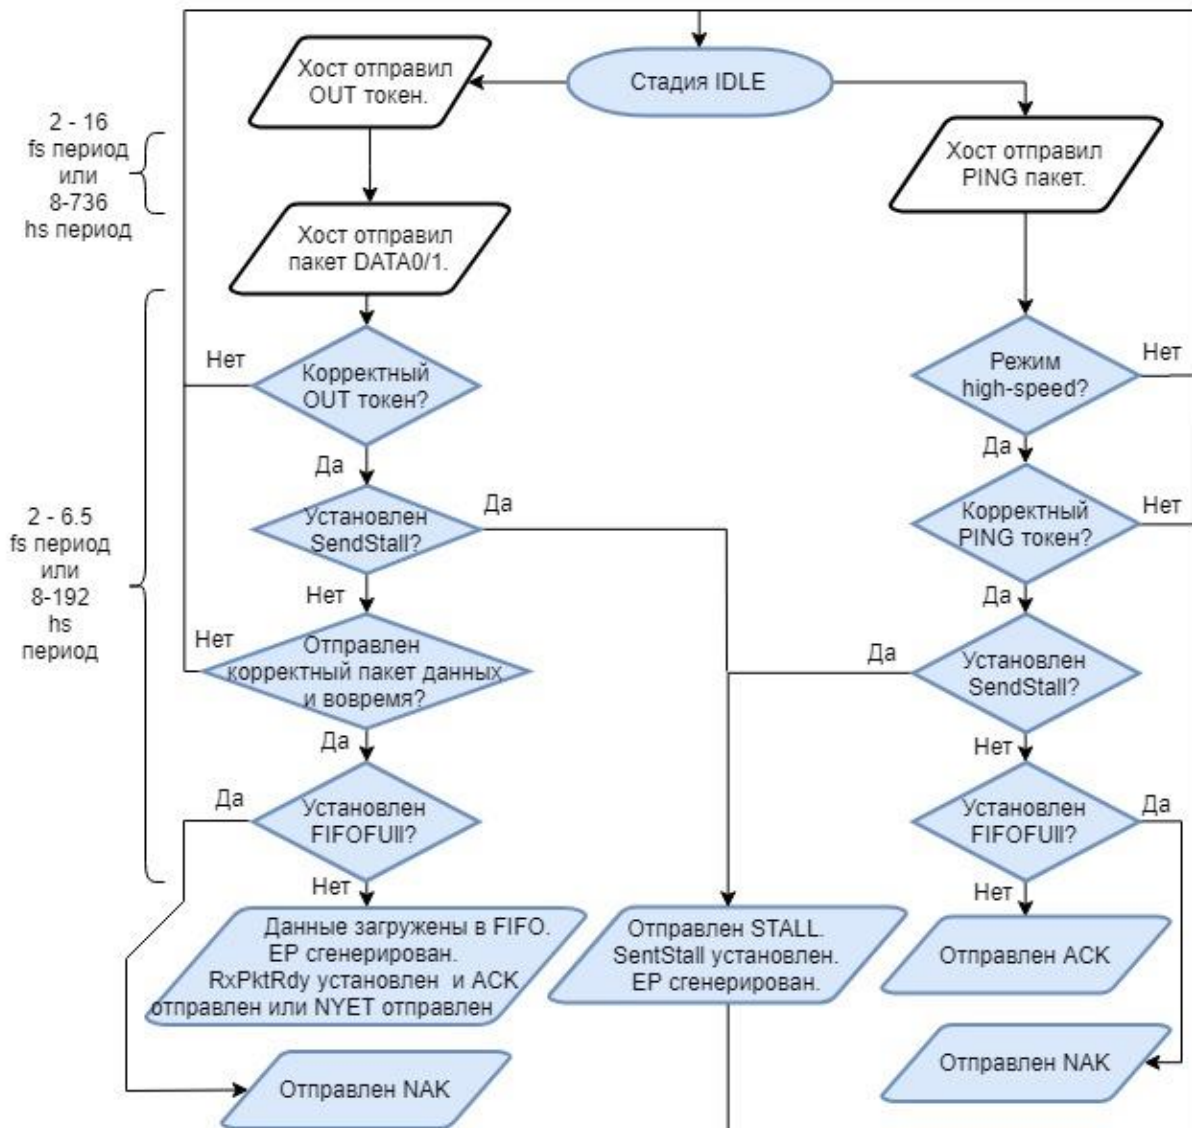 Стадия IDLE
Хост отправил
OUT токен.
2 - 16
fs период
или
8-736
hs период
Хост отправил
пакет DATA0/1.
Хост отправил
PING пакет.
Нет
Корректный
OUT токен?
Да
Режим
high-speed?
Нет
Да
Установлен
SendStall?
Да
Нет
Корректный
PING токен?
Нет
Да
2 - 6.5
fs период
или
8-192
hs
период
Нет
Отправлен
корректный пакет данных
и вовремя?
Да
Да
Установлен
SendStall?
Нет
Да
Установлен
FIFOFUll?
Нет
Установлен
FIFOFUll?
Да
Нет
Данные загружены в FIFO.
EP сгенерирован.
RxPktRdy установлен и ACK
отправлен или NYET отправлен
Отправлен STALL.
SentStall установлен.
EP сгенерирован.
Отправлен ACK
Отправлен NAK
Отправлен NAK